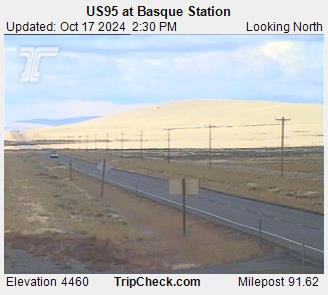 US95 at Basque Station
Updated: Oct 17 2024 2:30 PM Looking North
Elevation 4460 TripCheck.com Milepost 91.62